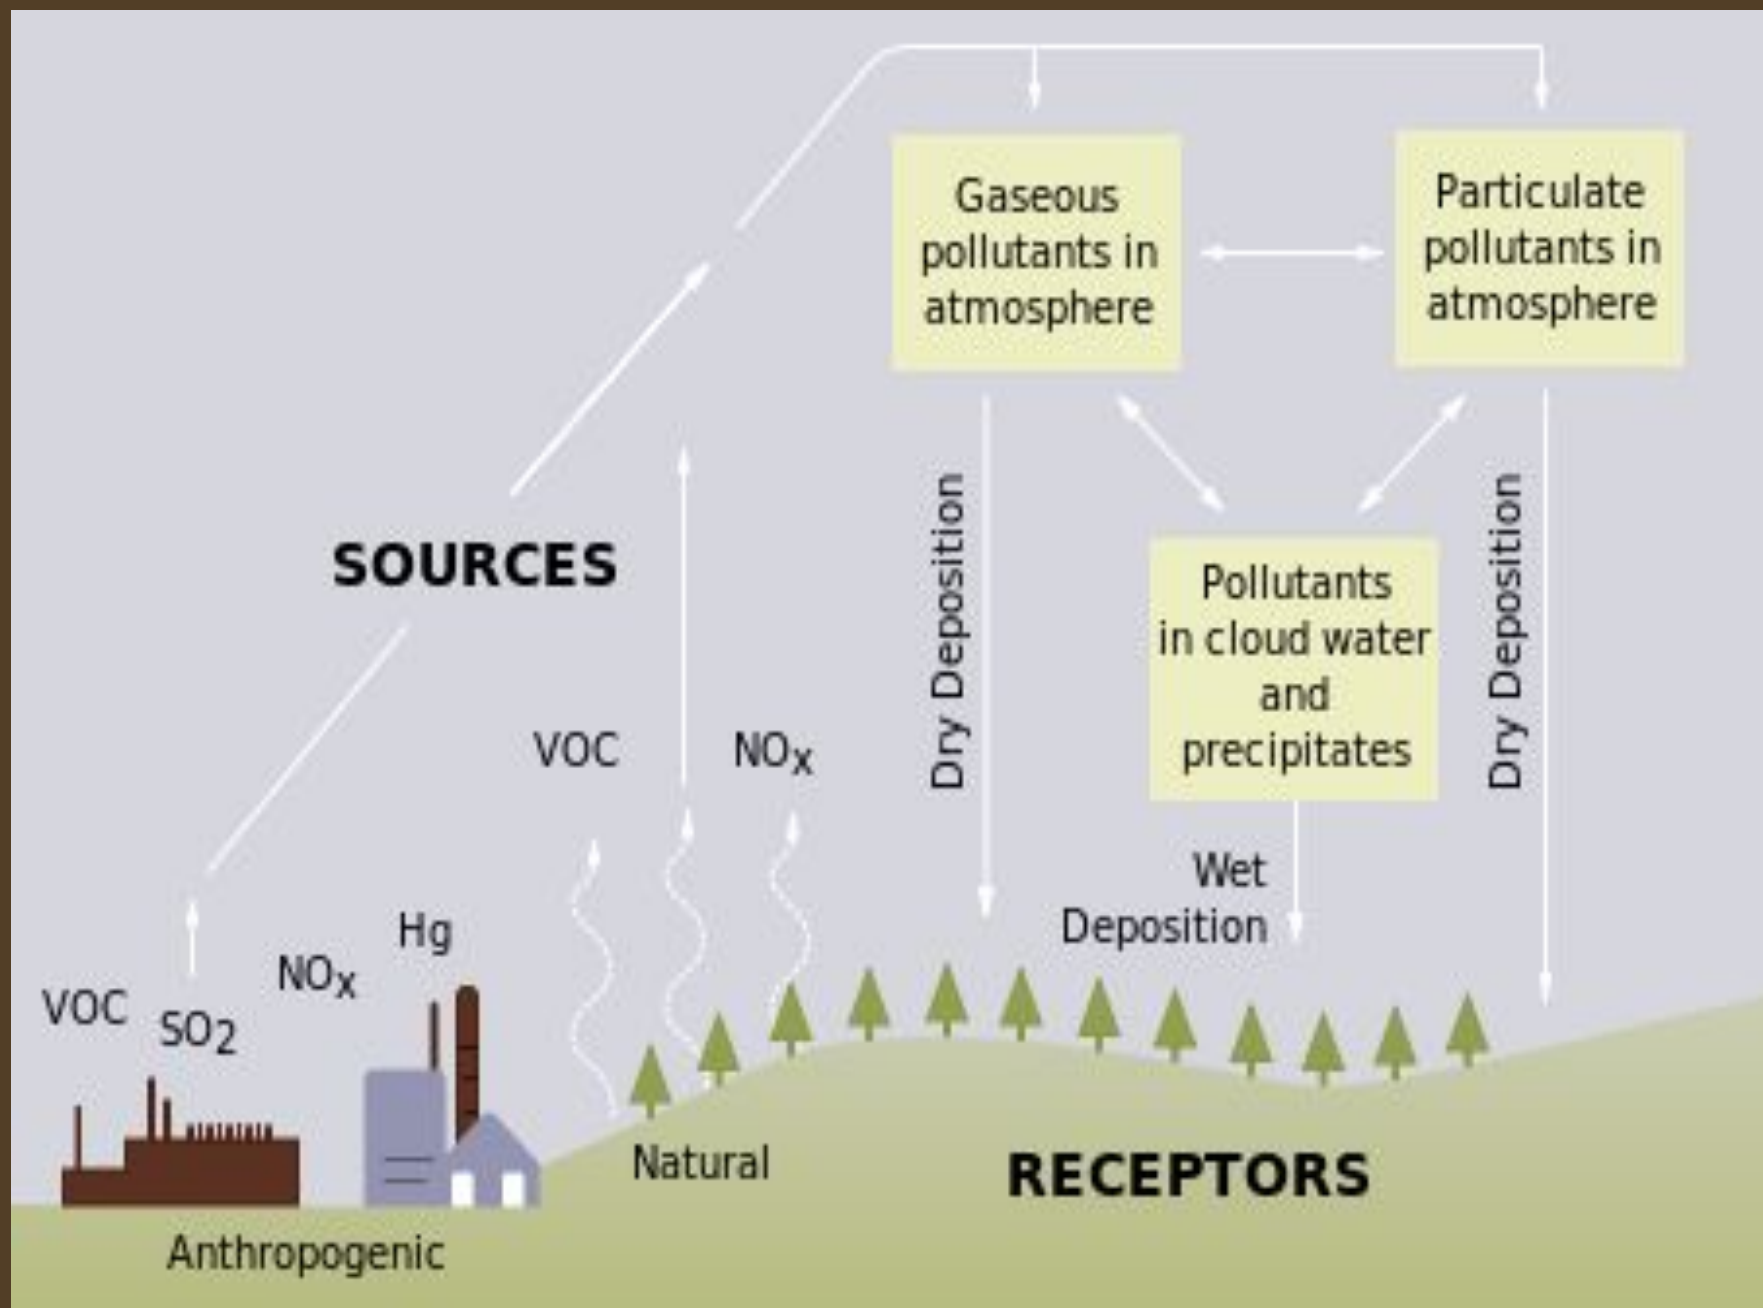 Gaseous
pollutants in
atmosphere
Particulate
pollutants in
atmosphere
SOURCES
Dry Deposition
Pollutants
in cloud water
and
precipitates
Dry Deposition
VOC
NOx
Wet
Deposition
Hg
NOx
VOC
SO2
Natural
RECEPTORS
Anthropogenic